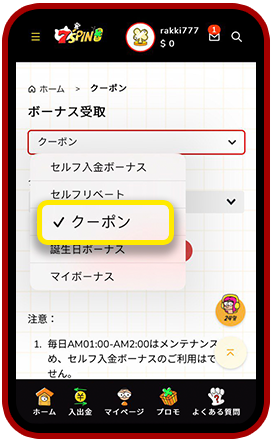 7SPIN
rakki777
$ 0
1
ホーム > クーポン
ボーナス受取
クーポン
セルフ入金ボーナス
セルフリベート
✓ クーポン
誕生日ボーナス
マイボーナス
24時
注意：
1. 毎日AM01:00-AM2:00はメンテナンス
め、セルフ入金ボーナスのご利用はで
せん。
ホーム 入出金 マイページ プロモ よくある質問